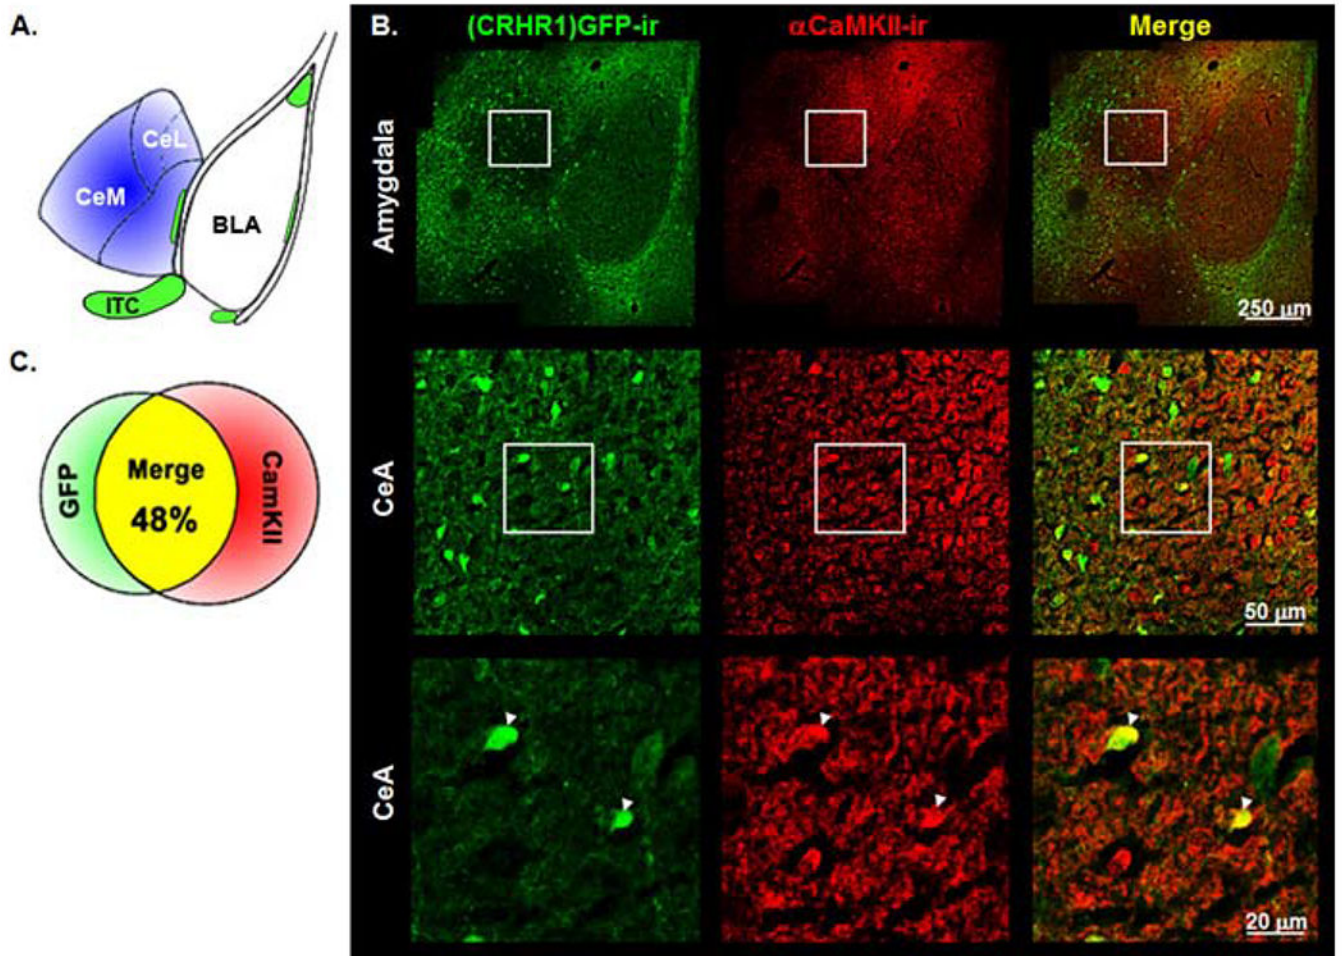 A.
CeL
CeM
BLA
ITC
B.
(CRHR1)GFP-ir
αCaMKII-ir
Merge
Amygdala
250 μm
CeA
50 μm
CeA
20 μm
C.
GFP
Merge
48%
CamKII